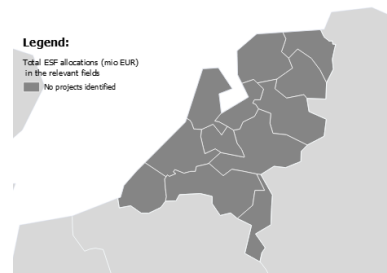 Legend:
Total ESF allocations (mio EUR)
in the relevant fields
No projects identified